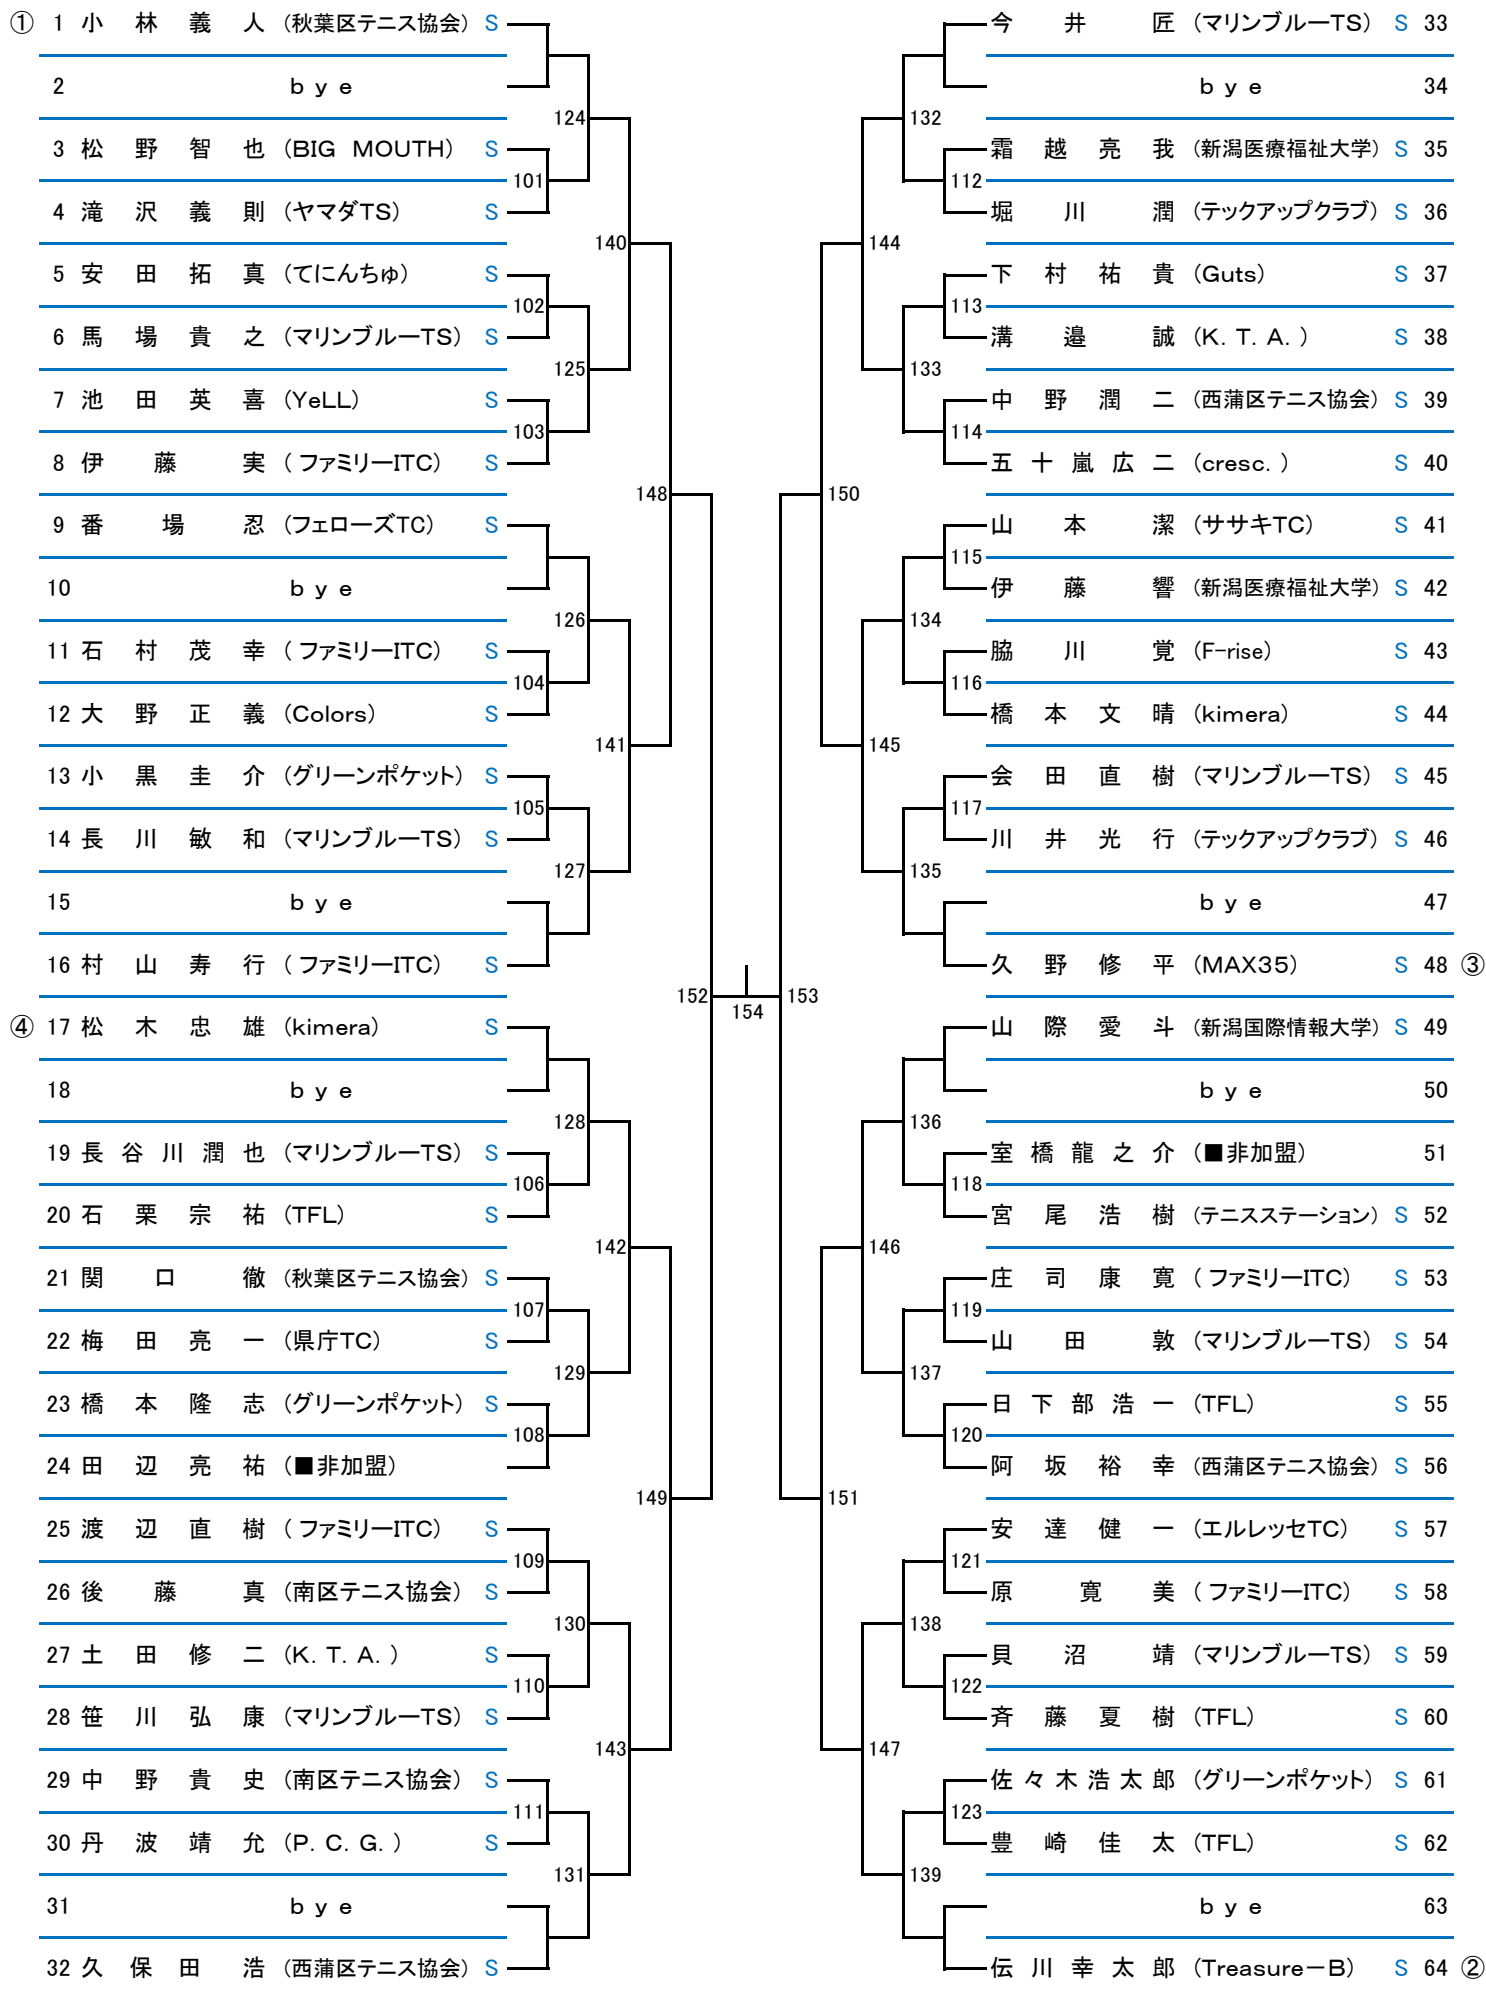 ① 1 小林義人 (秋葉区テニス協会) S
2 bye
124
3 松野智也 (BIG MOUTH) S
101
4 滝沢義則 (ヤマダTS) S
140
5 安田拓真 (てにんちゅ) S
102
6 馬場貴之 (マリンブルーTS) S
125
7 池田英喜 (YeLL) S
103
8 伊藤実 (ファミリーITC) S
148
9 番場忍 (フェローズTC) S
10 bye
126
11 石村茂幸 (ファミリーITC) S
104
12 大野正義 (Colors) S
141
13 小黒圭介 (グリーンポケット) S
105
14 長川敏和 (マリンブルーTS) S
127
15 bye
16 村山寿行 (ファミリーITC) S
152
④ 17 松木忠雄 (kimera) S
18 bye
128
19 長谷川潤也 (マリンブルーTS) S
106
20 石栗宗祐 (TFL) S
142
21 関口徹 (秋葉区テニス協会) S
107
22 梅田亮一 (県庁TC) S
129
23 橋本隆志 (グリーンポケット) S
108
24 田辺亮祐 (■非加盟)
149
25 渡辺直樹 (ファミリーITC) S
109
26 後藤真 (南区テニス協会) S
130
27 土田修二 (K.T.A.) S
110
28 笹川弘康 (マリンブルーTS) S
143
29 中野貴史 (南区テニス協会) S
111
30 丹波靖允 (P.C.G.) S
131
31 bye
32 久保田浩 (西蒲区テニス協会) S
154
今井匠 (マリンブルーTS) S 33
bye 34
132
霜越亮我 (新潟医療福祉大学) S 35
112
堀川潤 (テックアップクラブ) S 36
144
下村祐貴 (Guts) S 37
113
溝邉誠 (K.T.A.) S 38
133
中野潤二 (西蒲区テニス協会) S 39
114
五十嵐広二 (cresc.) S 40
150
山本潔 (ササキTC) S 41
115
伊藤響 (新潟医療福祉大学) S 42
134
脇川覚 (F-rise) S 43
116
橋本文晴 (kimera) S 44
145
会田直樹 (マリンブルーTS) S 45
117
川井光行 (テックアップクラブ) S 46
135
bye 47
久野修平 (MAX35) S 48 ③
153
山際愛斗 (新潟国際情報大学) S 49
bye 50
136
室橋龍之介 (■非加盟) 51
118
宮尾浩樹 (テニスステーション) S 52
146
庄司康寛 (ファミリーITC) S 53
119
山田敦 (マリンブルーTS) S 54
137
日下部浩一 (TFL) S 55
120
阿坂裕幸 (西蒲区テニス協会) S 56
151
安達健一 (エルレッセTC) S 57
121
原寛美 (ファミリーITC) S 58
138
貝沼靖 (マリンブルーTS) S 59
122
斉藤夏樹 (TFL) S 60
147
佐々木浩太郎 (グリーンポケット) S 61
123
豊崎佳太 (TFL) S 62
139
bye 63
伝川幸太郎 (Treasure-B) S 64 ②